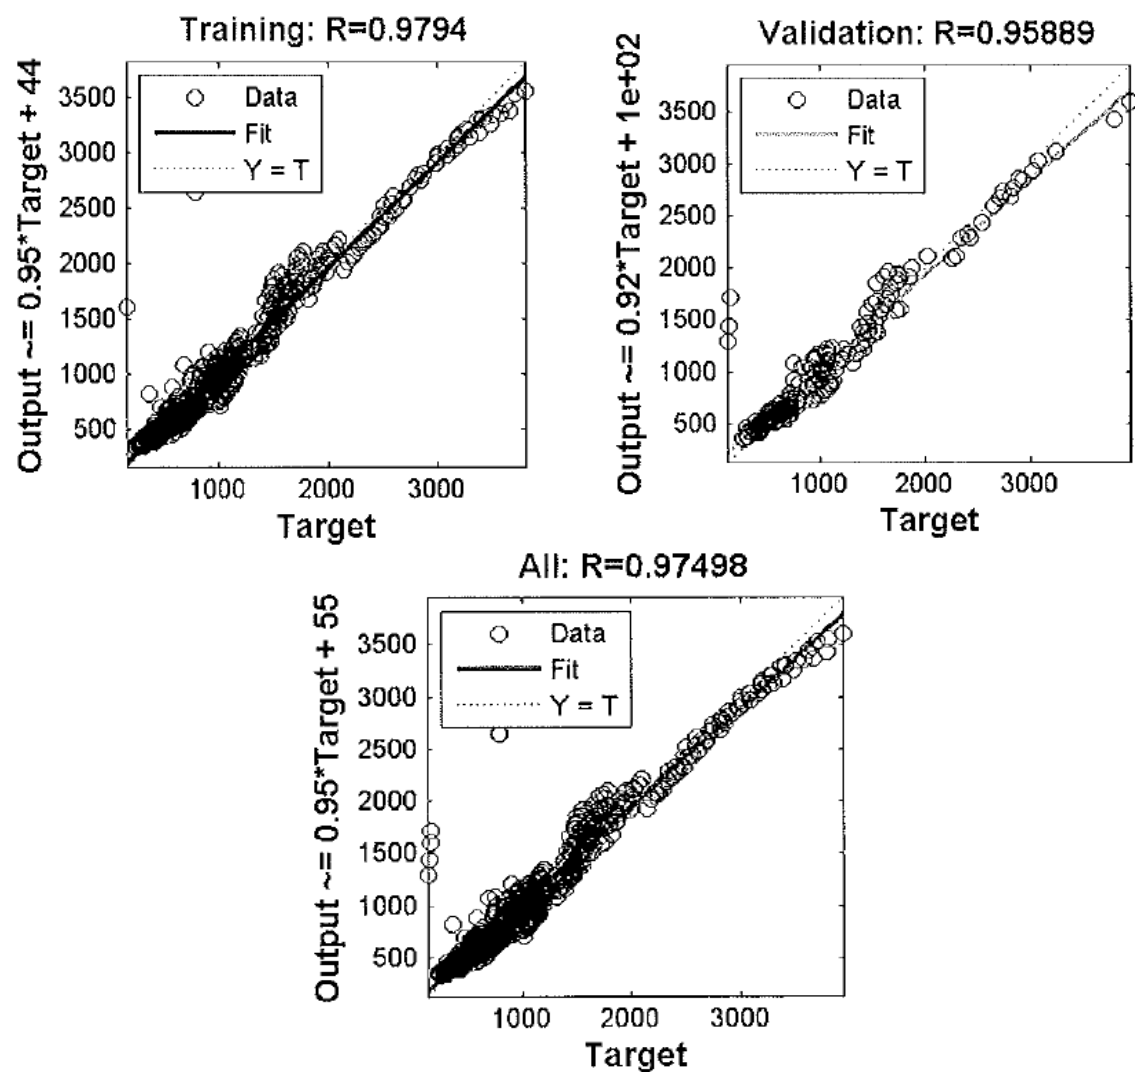 Training: R=0.9794
Output ~= 0.95*Target + 44
3500
3000
2500
2000
1500
1000
500
Data
Fit
Y = T
1000 2000 3000
Target
Validation: R=0.95889
Output ~= 0.92*Target + 1e+02
3500
3000
2500
2000
1500
1000
500
Data
Fit
Y = T
1000 2000 3000
Target
All: R=0.97498
Output ~= 0.95*Target + 55
3500
3000
2500
2000
1500
1000
500
Data
Fit
Y = T
1000 2000 3000
Target